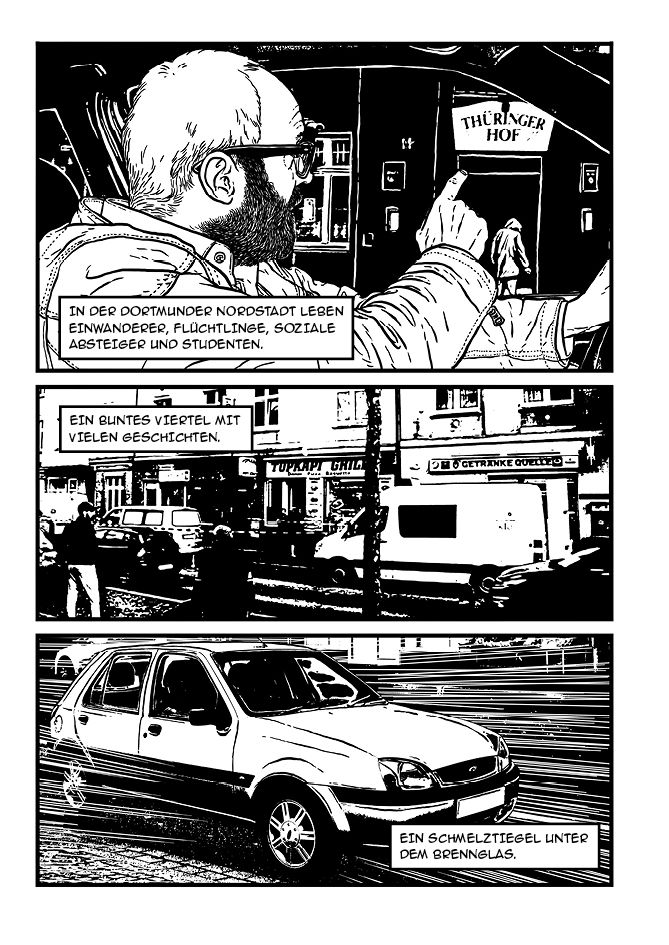 THÜRINGER
HOF
IN DER DORTMUNDER NORDSTADT LEBEN
EINWANDERER, FLÜCHTLINGE, SOZIALE
ABSTEIGER UND STUDENTEN.
EIN BUNTES VIERTEL MIT
VIELEN GESCHICHTEN.
TOPKAPI GRILL
GETRÄNKE QUELLE
EIN SCHMELZTIEGEL UNTER
DEM BRENNGLAS.